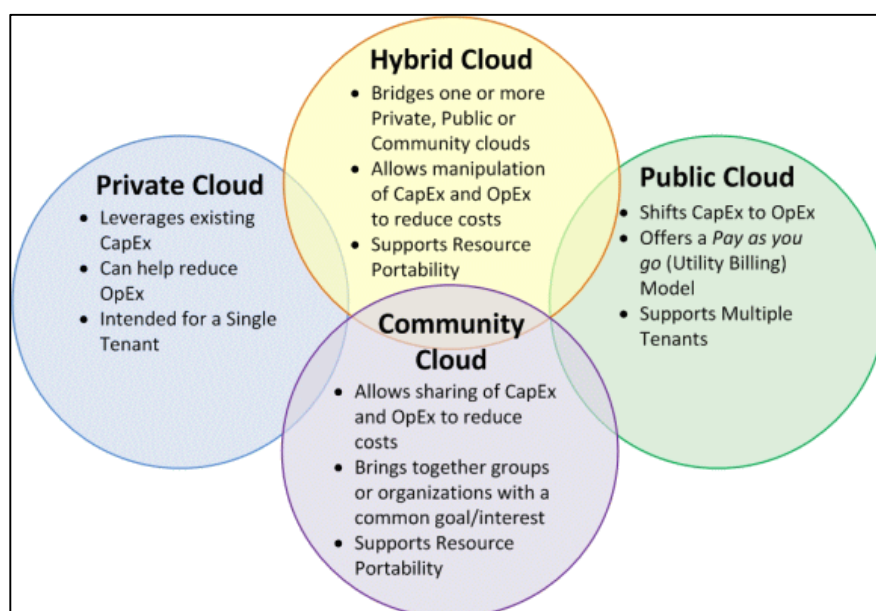 Hybrid Cloud
• Bridges one or more
Private, Public or
Community clouds
• Allows manipulation
of CapEx and OpEx
to reduce costs
• Supports Resource
Portability
Private Cloud
• Leverages existing
CapEx
• Can help reduce
OpEx
• Intended for a Single
Tenant
Public Cloud
• Shifts CapEx to OpEx
• Offers a Pay as you
go (Utility Billing)
Model
• Supports Multiple
Tenants
Community
Cloud
• Allows sharing of CapEx
and OpEx to reduce
costs
• Brings together groups
or organizations with a
common goal/interest
• Supports Resource
Portability